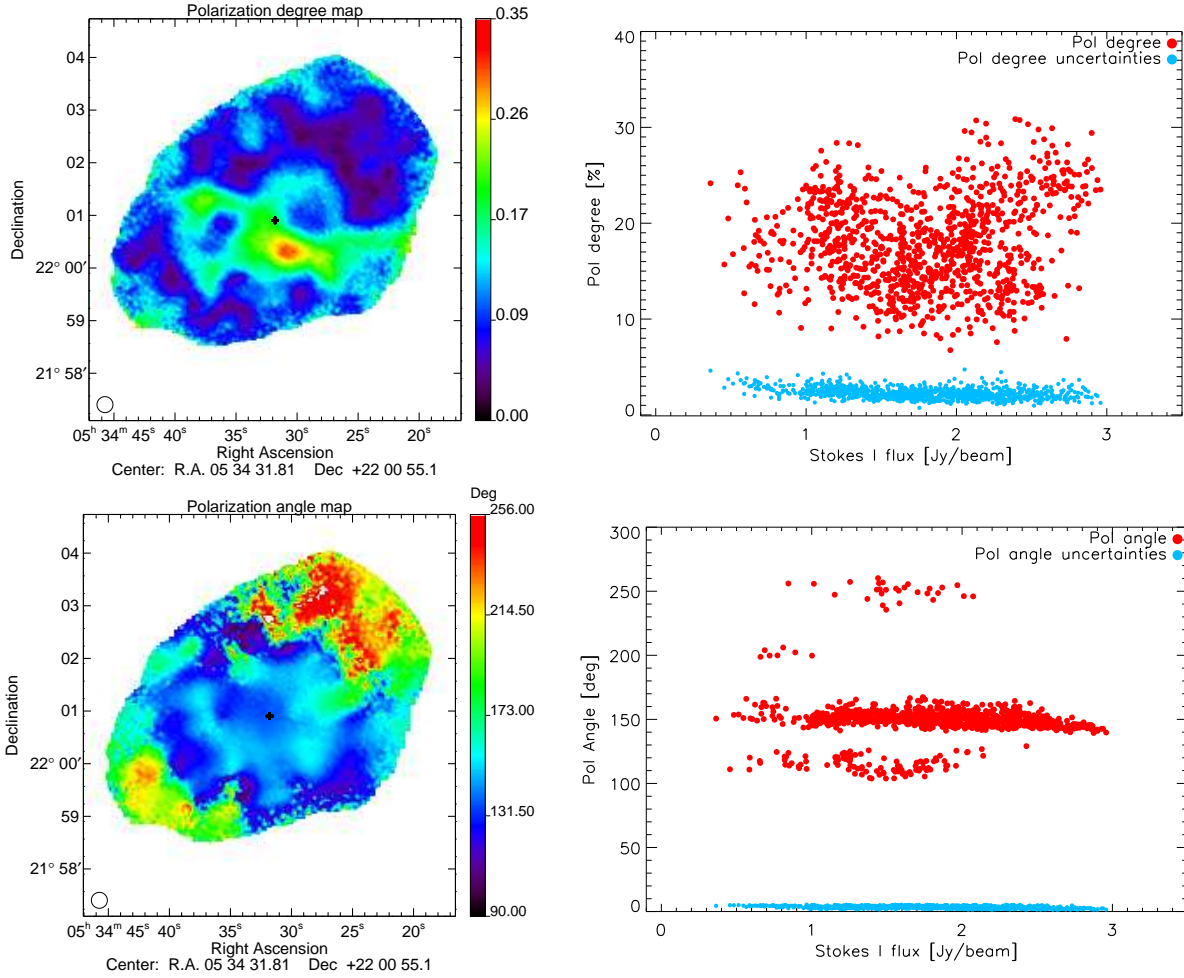 Polarization degree map
0.35
0.26
0.17
0.09
0.00
04
03
02
01
22° 00′
59
21° 58′
Declination
05ʰ 34ᵐ 45ˢ 40ˢ 35ˢ 30ˢ 25ˢ 20ˢ
Right Ascension
Center: R.A. 05 34 31.81 Dec +22 00 55.1
Pol degree
Pol degree uncertainties
40
30
20
10
0
Pol degree [%]
0 1 2 3
Stokes I flux [Jy/beam]
Polarization angle map
Deg
256.00
214.50
173.00
131.50
90.00
04
03
02
01
22° 00′
59
21° 58′
Declination
05ʰ 34ᵐ 45ˢ 40ˢ 35ˢ 30ˢ 25ˢ 20ˢ
Right Ascension
Center: R.A. 05 34 31.81 Dec +22 00 55.1
Pol angle
Pol angle uncertainties
300
250
200
150
100
50
0
Pol Angle [deg]
0 1 2 3
Stokes I flux [Jy/beam]